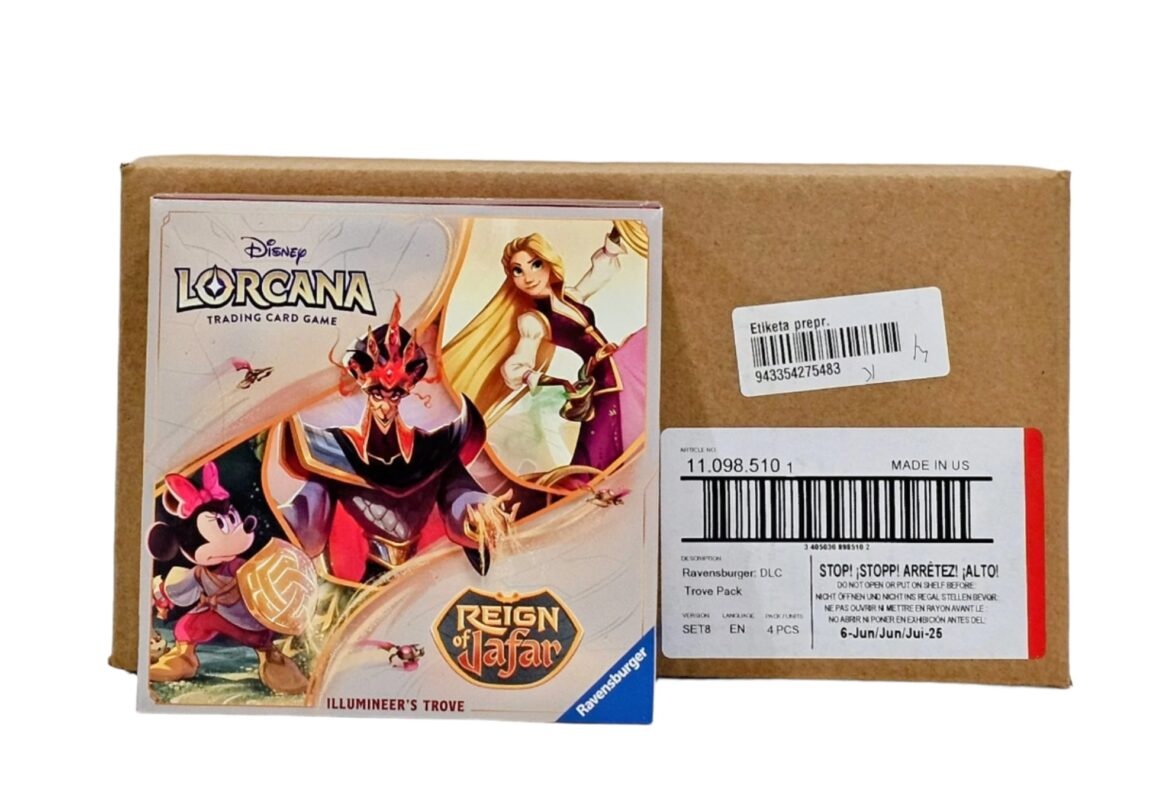 Disney
LORCANA
TRADING CARD GAME
REIGN
of Jafar
ILLUMINEER'S TROVE
Ravensburger
Etiketa prepr.
943354275483
ARTICLE NO.
11.098.510 1
MADE IN US
3 405036 898510 2
DESCRIPTION
Ravensburger: DLC
Trove Pack
VERSION LANGUAGE PACK / UNITS
SET8 EN 4 PCS
STOP! ¡STOPP! ARRÊTEZ! ¡ALTO!
DO NOT OPEN OR PUT ON SHELF BEFORE:
NICHT ÖFFNEN UND NICHT INS REGAL STELLEN BEVOR:
NE PAS OUVRIR NI METTRE EN RAYON AVANT LE :
NO ABRIR NI PONER EN EXHIBICIÓN ANTES DEL:
6-Jun/Jun/Jui-25